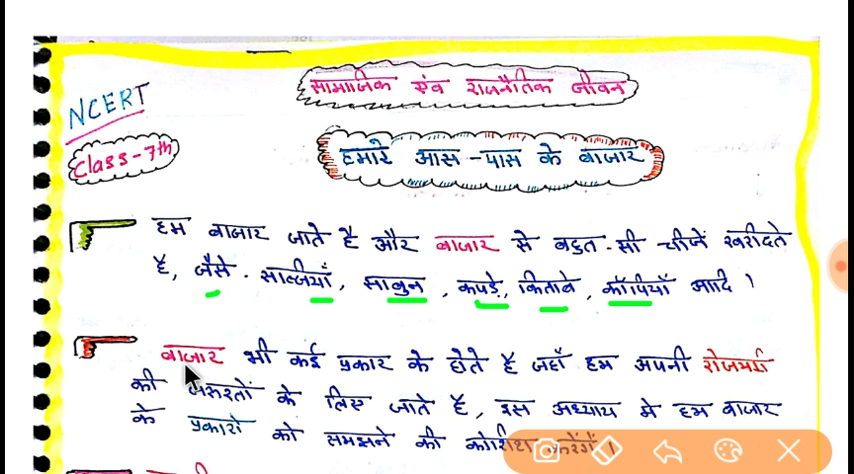 सामाजिक एंव राजनैतिक जीवन
NCERT
Class-7th
हमारे आस-पास के बाजार
हम बाजार जाते है और बाजार से बहुत-सी चीजें खरीदते
है, जैसे- सब्जियाँ, साबुन, कपडे, किताबे, कॉपियाँ आदि ।
बाजार भी कई प्रकार के होते है जहाँ हम अपनी रोजमर्रा
की जरुरतों के लिए जाते है, इस अध्याय मे हम बाजार
के प्रकारो को समझने की कोशिश करेगें ।